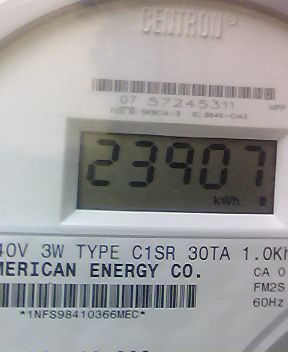 CENTRON®
07 57245311
23907
kWh
40V 3W TYPE C1SR 30TA 1.0Kh
MERICAN ENERGY CO.
CA 0
FM2S
60Hz
*1NFS98410366MEC*